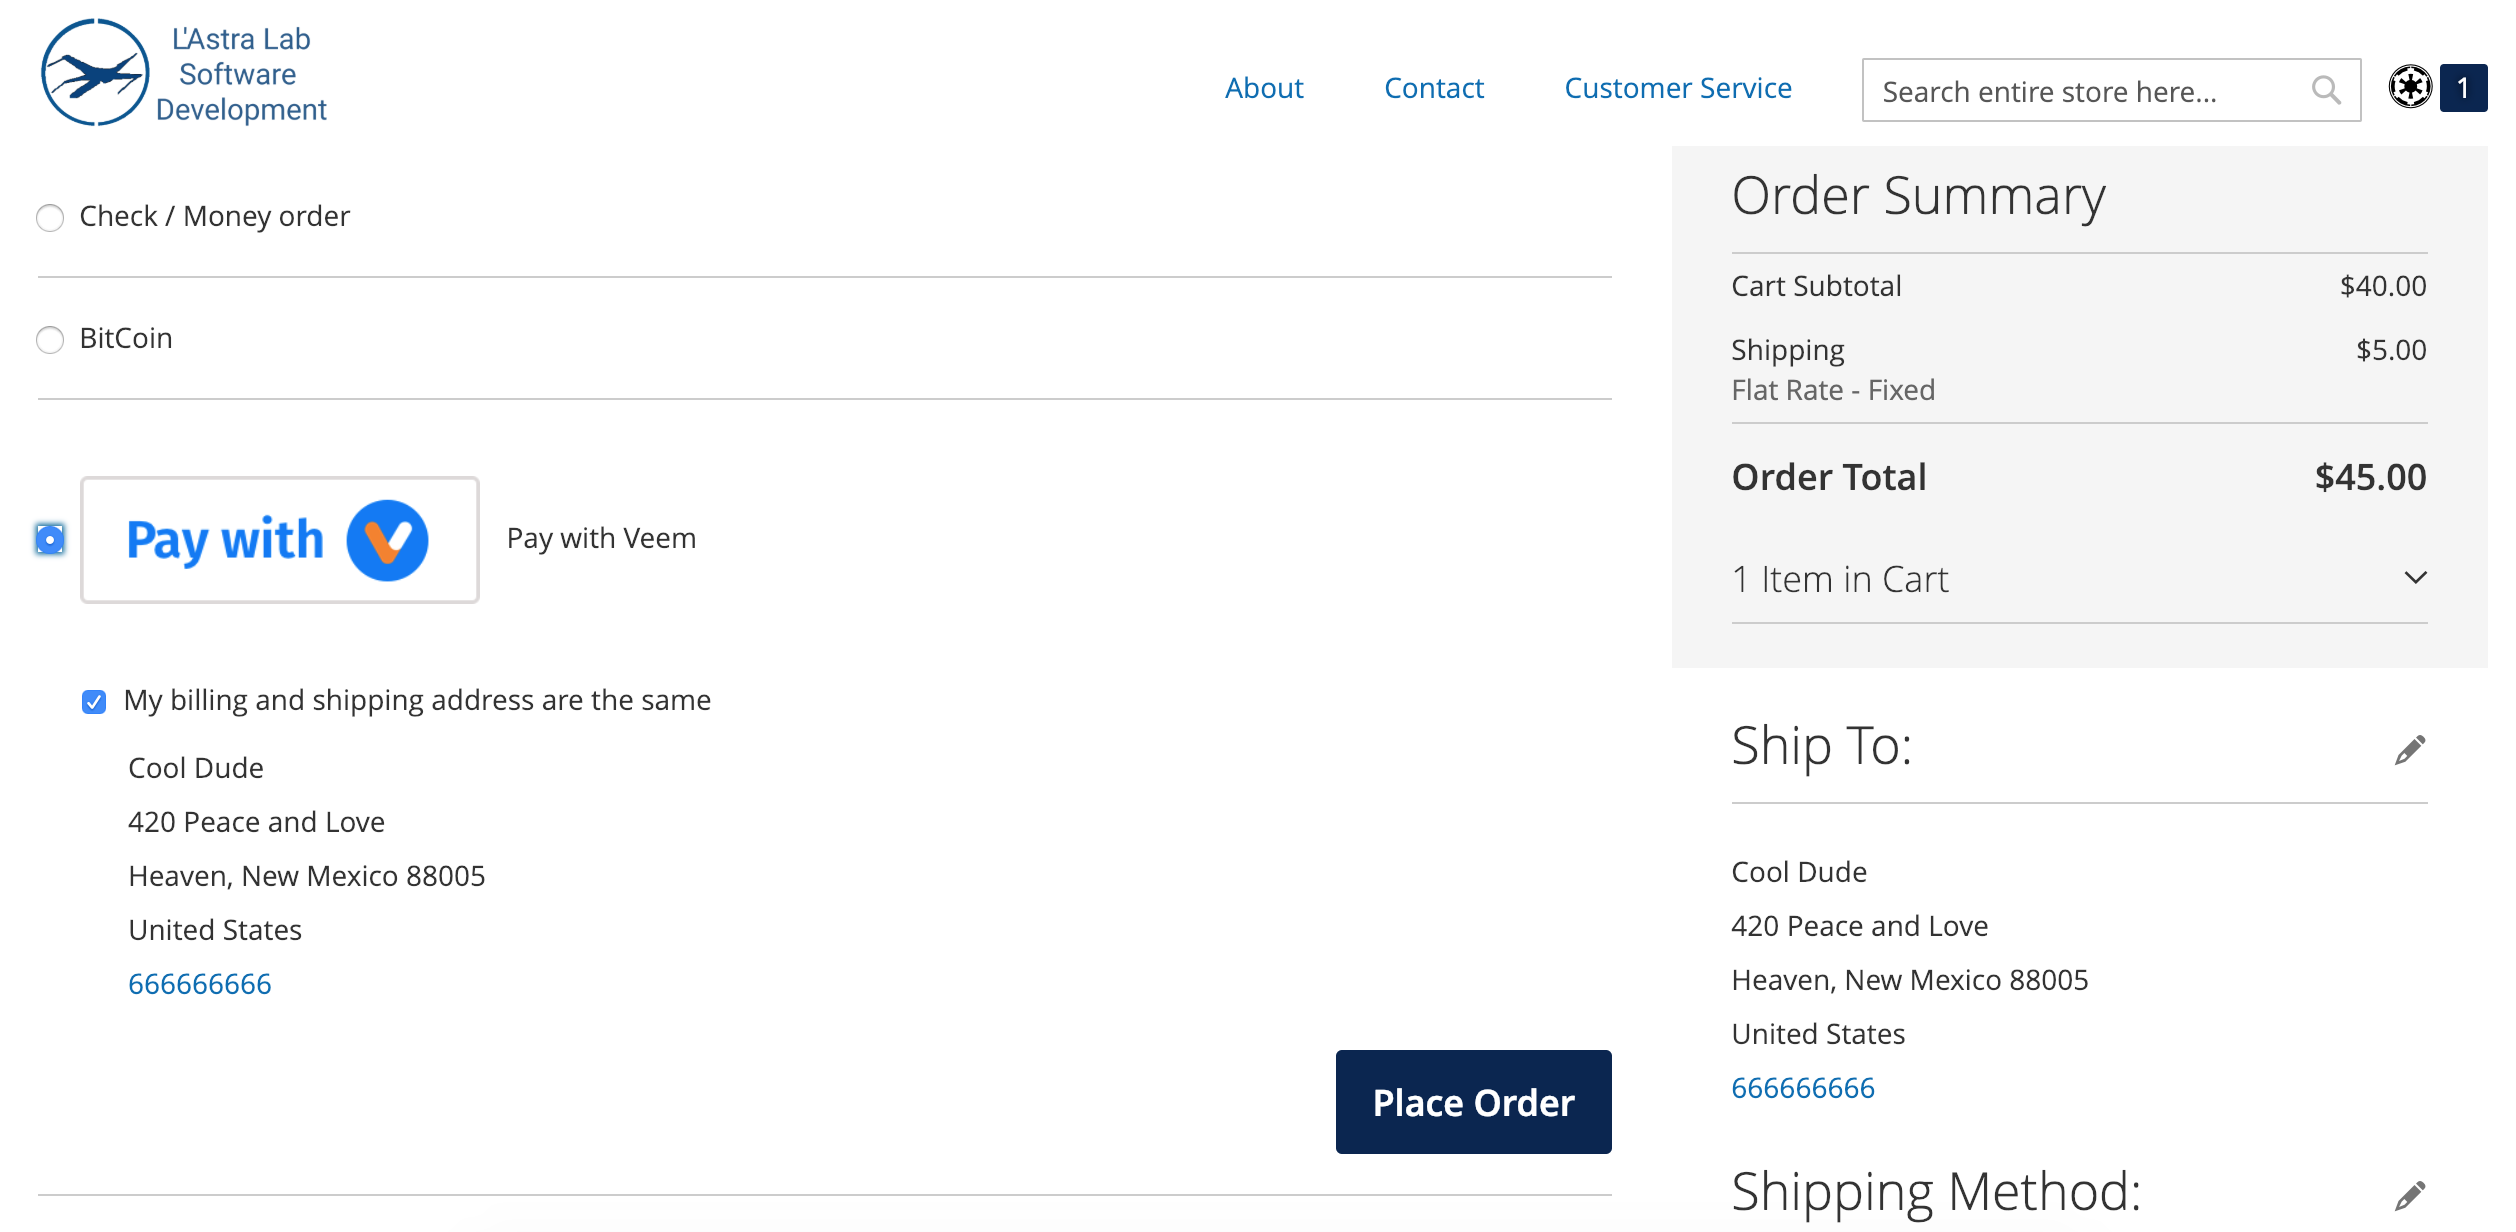 L'Astra Lab
Software
Development
About
Contact
Customer Service
Search entire store here...
1
Check / Money order
BitCoin
Pay with
Pay with Veem
My billing and shipping address are the same
Cool Dude
420 Peace and Love
Heaven, New Mexico 88005
United States
666666666
Place Order
Order Summary
Cart Subtotal $40.00
Shipping $5.00
Flat Rate - Fixed
Order Total $45.00
1 Item in Cart
Ship To:
Cool Dude
420 Peace and Love
Heaven, New Mexico 88005
United States
666666666
Shipping Method: